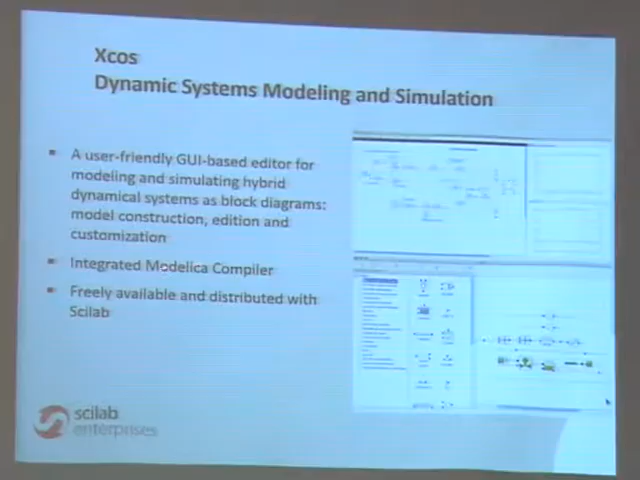 Xcos
Dynamic Systems Modeling and Simulation
▪ A user-friendly GUI-based editor for
modeling and simulating hybrid
dynamical systems as block diagrams:
model construction, edition and
customization
▪ Integrated Modelica Compiler
▪ Freely available and distributed with
Scilab
scilab
enterprises